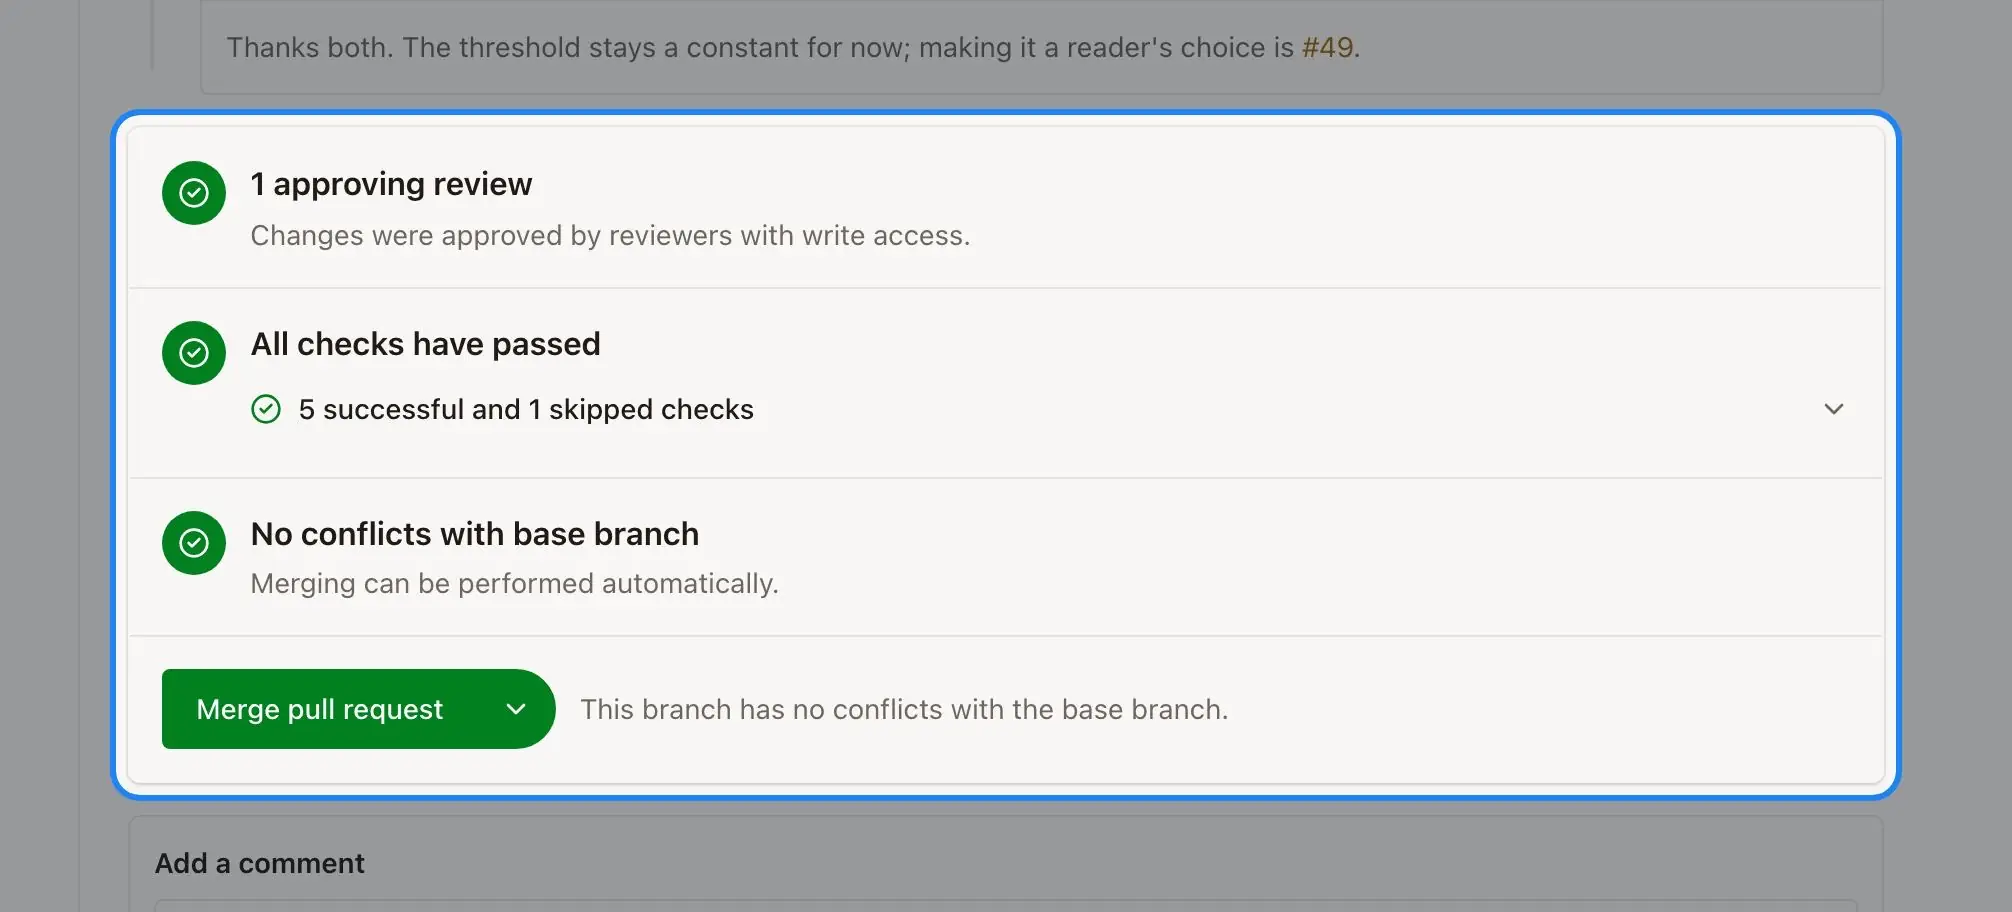 Thanks both. The threshold stays a constant for now; making it a reader's choice is #49.
1 approving review
Changes were approved by reviewers with write access.
All checks have passed
5 successful and 1 skipped checks
No conflicts with base branch
Merging can be performed automatically.
Merge pull request
This branch has no conflicts with the base branch.
Add a comment